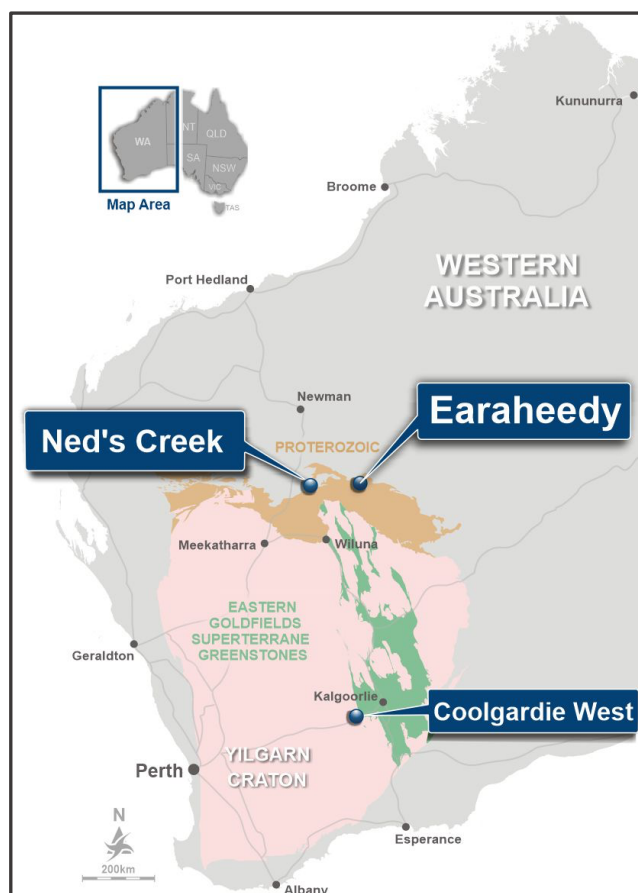 Kununurra
WA
NT
QLD
SA
NSW
VIC
TAS
Map Area
Broome
WESTERN
AUSTRALIA
Port Hedland
Newman
Earaheedy
Ned's Creek
PROTEROZOIC
Meekatharra
Wiluna
EASTERN
GOLDFIELDS
SUPERTERRANE
GREENSTONES
Geraldton
Kalgoorlie
Coolgardie West
YILGARN
CRATON
Perth
N
200km
Esperance
Albany